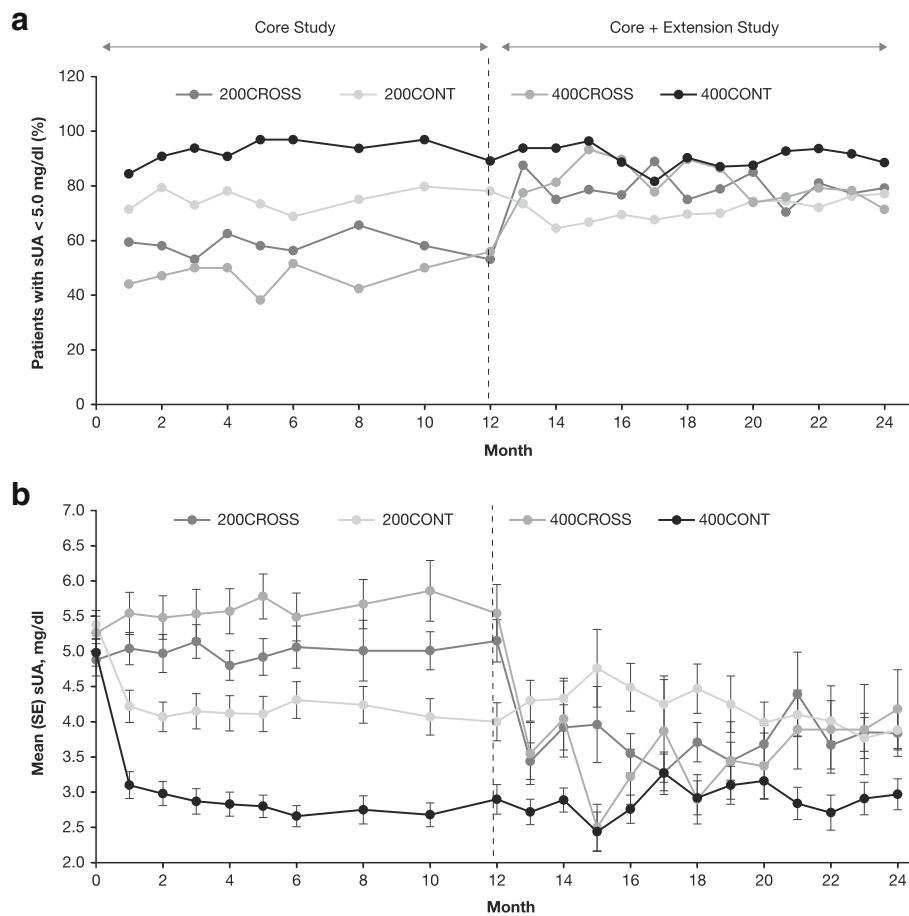 a
Core Study
Core + Extension Study
200CROSS 200CONT 400CROSS 400CONT
Patients with sUA < 5.0 mg/dl (%)
120
100
80
60
40
20
0
0 2 4 6 8 10 12 14 16 18 20 22 24
Month
b
200CROSS 200CONT 400CROSS 400CONT
Mean (SE) sUA, mg/dl
7.0
6.5
6.0
5.5
5.0
4.5
4.0
3.5
3.0
2.5
2.0
0 2 4 6 8 10 12 14 16 18 20 22 24
Month